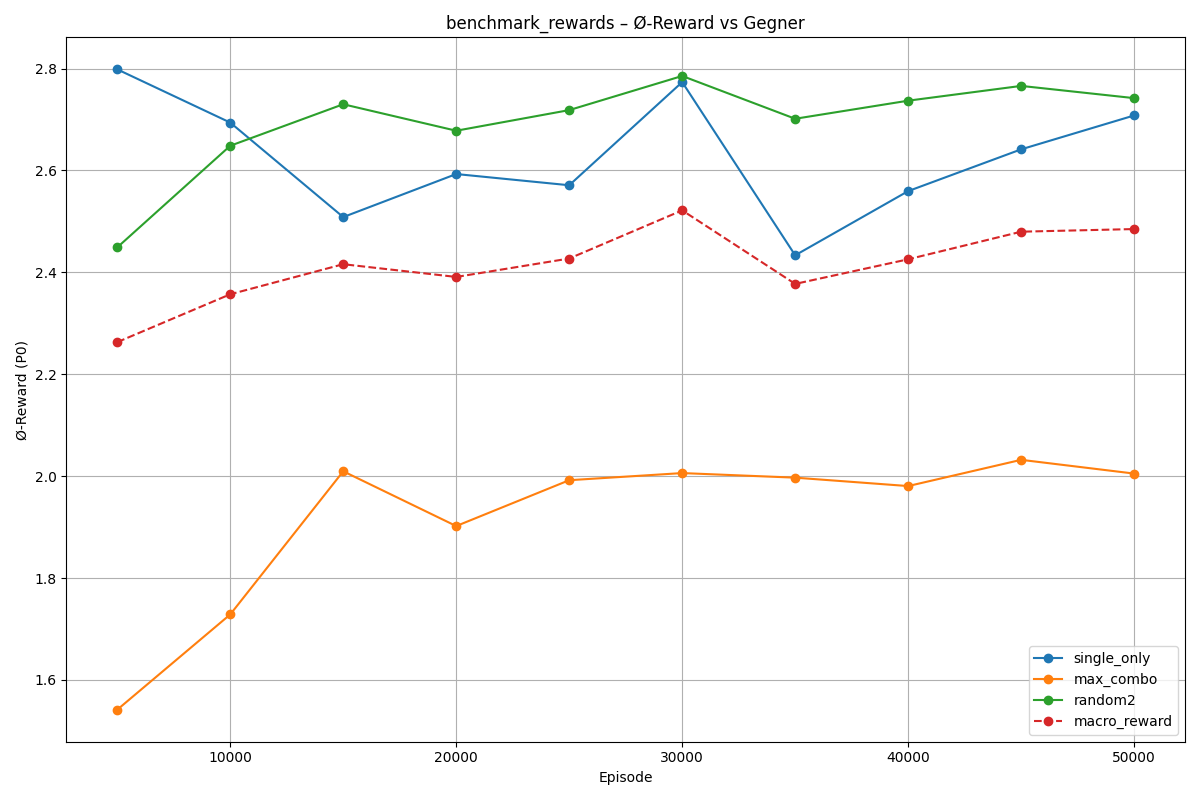 benchmark_rewards – Ø-Reward vs Gegner
Ø-Reward (P0)
2.8
2.6
2.4
2.2
2.0
1.8
1.6
10000
20000
30000
40000
50000
Episode
single_only
max_combo
random2
macro_reward